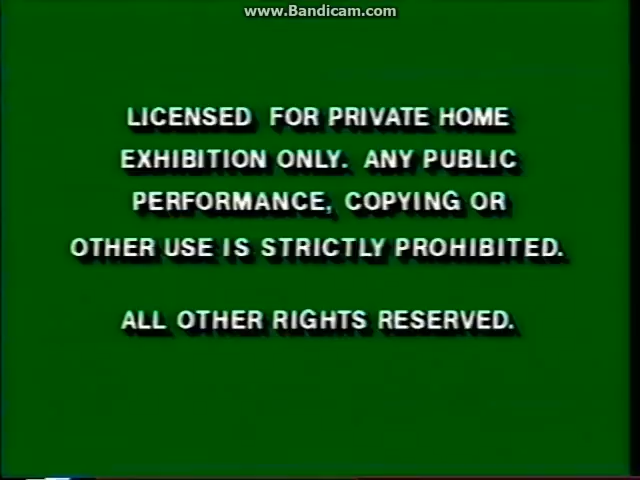 www.Bandicam.com
LICENSED FOR PRIVATE HOME
EXHIBITION ONLY. ANY PUBLIC
PERFORMANCE, COPYING OR
OTHER USE IS STRICTLY PROHIBITED.
ALL OTHER RIGHTS RESERVED.